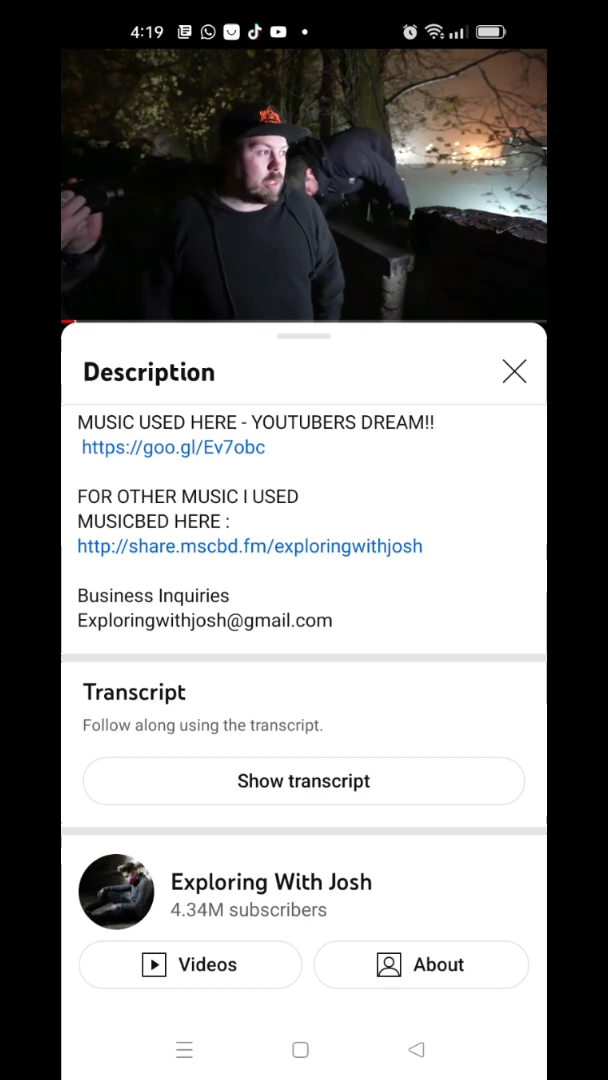 4:19
Description
MUSIC USED HERE - YOUTUBERS DREAM!!
https://goo.gl/Ev7obc
FOR OTHER MUSIC I USED
MUSICBED HERE :
http://share.mscbd.fm/exploringwithjosh
Business Inquiries
Exploringwithjosh@gmail.com
Transcript
Follow along using the transcript.
Show transcript
Exploring With Josh
4.34M subscribers
Videos
About